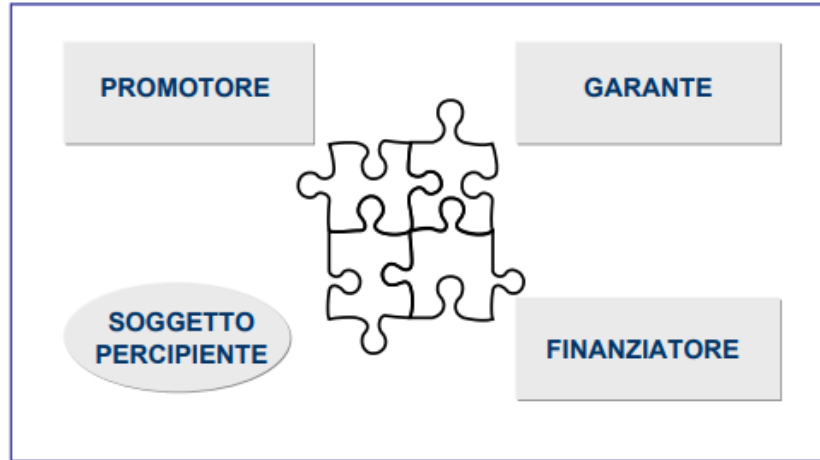 PROMOTORE
GARANTE
SOGGETTO
PERCIPIENTE
FINANZIATORE